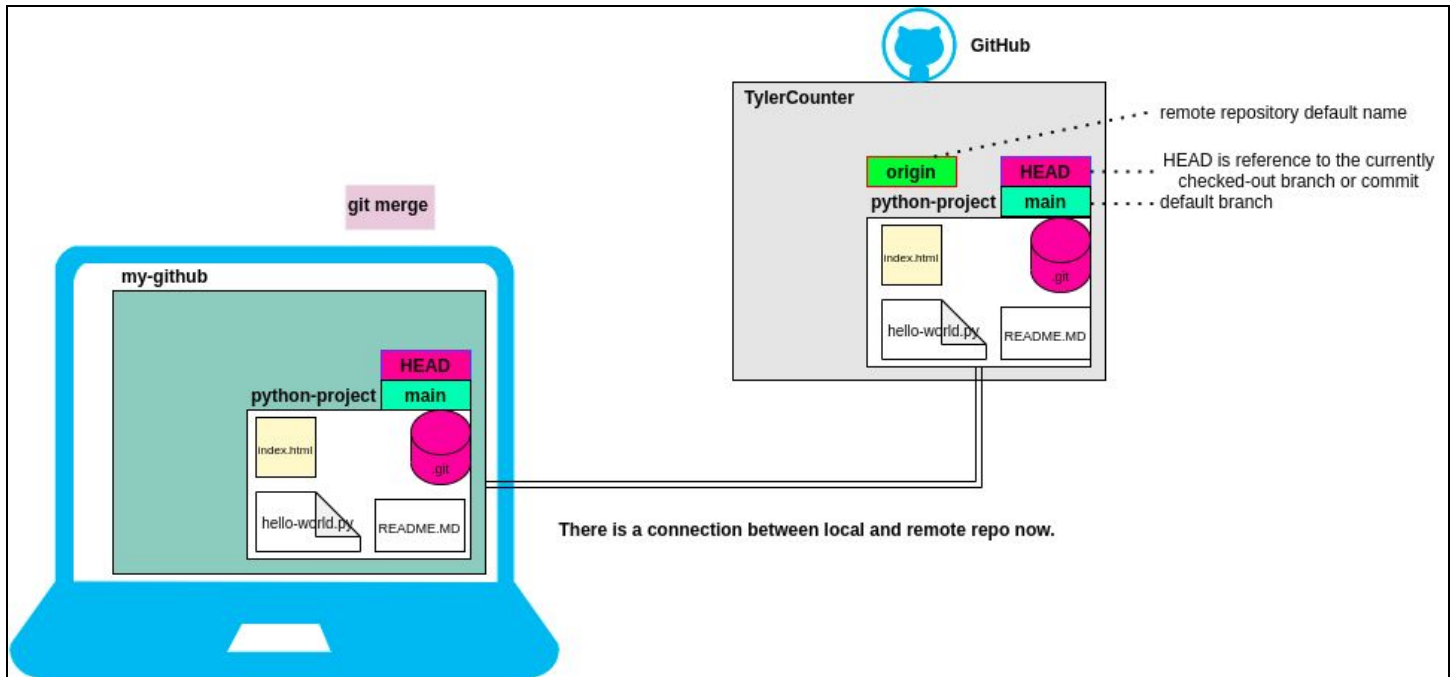 GitHub
TylerCounter
remote repository default name
origin
HEAD
HEAD is reference to the currently
checked-out branch or commit
python-project
main
default branch
index.html
.git
hello-world.py
README.MD
git merge
my-github
HEAD
python-project
main
index.html
.git
hello-world.py
README.MD
There is a connection between local and remote repo now.